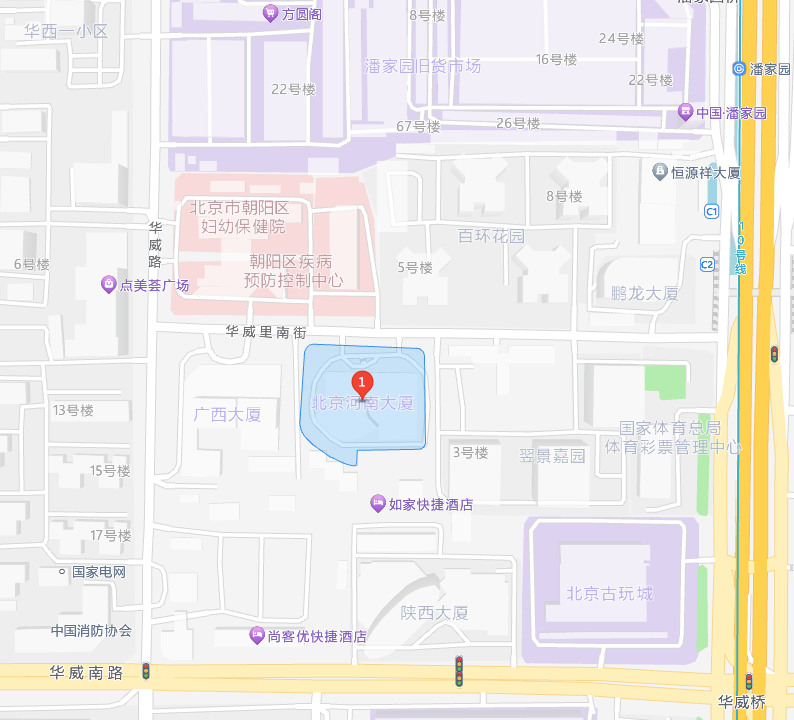 方圆阁
8号楼
华西一小区
24号楼
16号楼
潘家园旧货市场
潘家园
22号楼
22号楼
中国·潘家园
67号楼
26号楼
恒源祥大厦
8号楼
北京市朝阳区
妇幼保健院
C1
华威路
百环花园
10号线
6号楼
朝阳区疾病
预防控制中心
5号楼
C2
点美荟广场
鹏龙大厦
华威里南街
1
北京河南大厦
13号楼
广西大厦
国家体育总局
体育彩票管理中心
3号楼
翌景嘉园
15号楼
如家快捷酒店
17号楼
国家电网
北京古玩城
陕西大厦
中国消防协会
尚客优快捷酒店
华威南路
华威桥